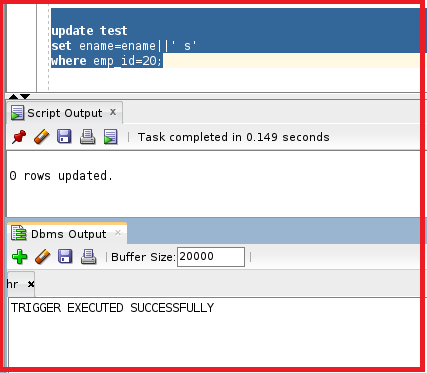 update test
set ename=ename||' s'
where emp_id=20;
Script Output x
Task completed in 0.149 seconds
0 rows updated.
Dbms Output x
Buffer Size: 20000
hr x
TRIGGER EXECUTED SUCCESSFULLY